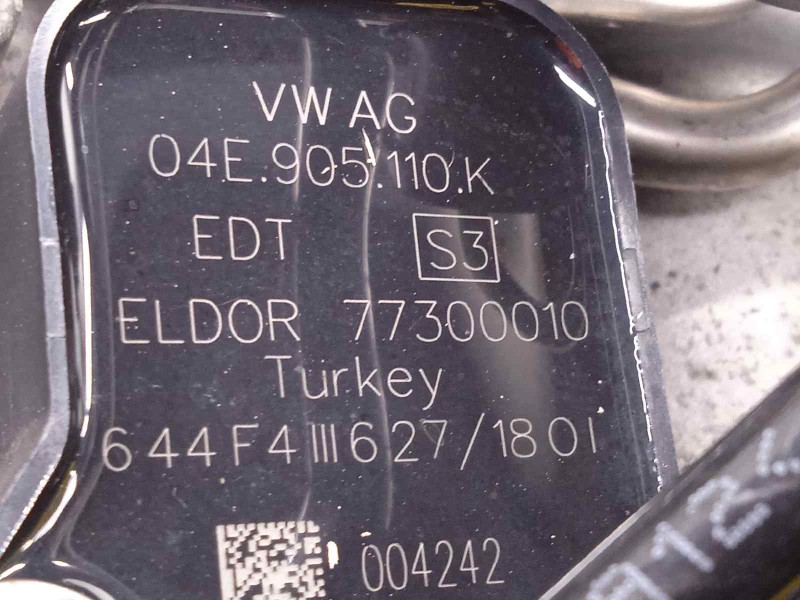 VW AG
04E.905.110.K
EDT S3
ELDOR 77300010
Turkey
644F4III627/1801
004242